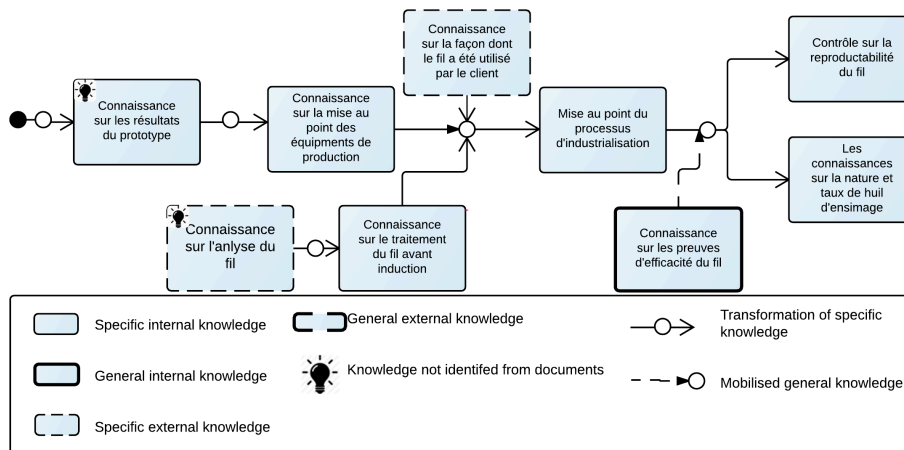 Connaissance
sur la façon dont
le fil a été utilisé
par le client
Contrôle sur la
reproductabilité
du fil
Connaissance
sur les résultats
du prototype
Connaissance
sur la mise au
point des
équipments de
production
Mise au point du
processus
d'industrialisation
Les
connaissances
sur la nature et
taux de huil
d'ensimage
Connaissance
sur l'anlyse du
fil
Connaissance
sur le traitement
du fil avant
induction
Connaissance
sur les preuves
d'efficacité du fil
Specific internal knowledge
General external knowledge
Transformation of specific
knowledge
General internal knowledge
Knowledge not identifed from documents
Mobilised general knowledge
Specific external knowledge